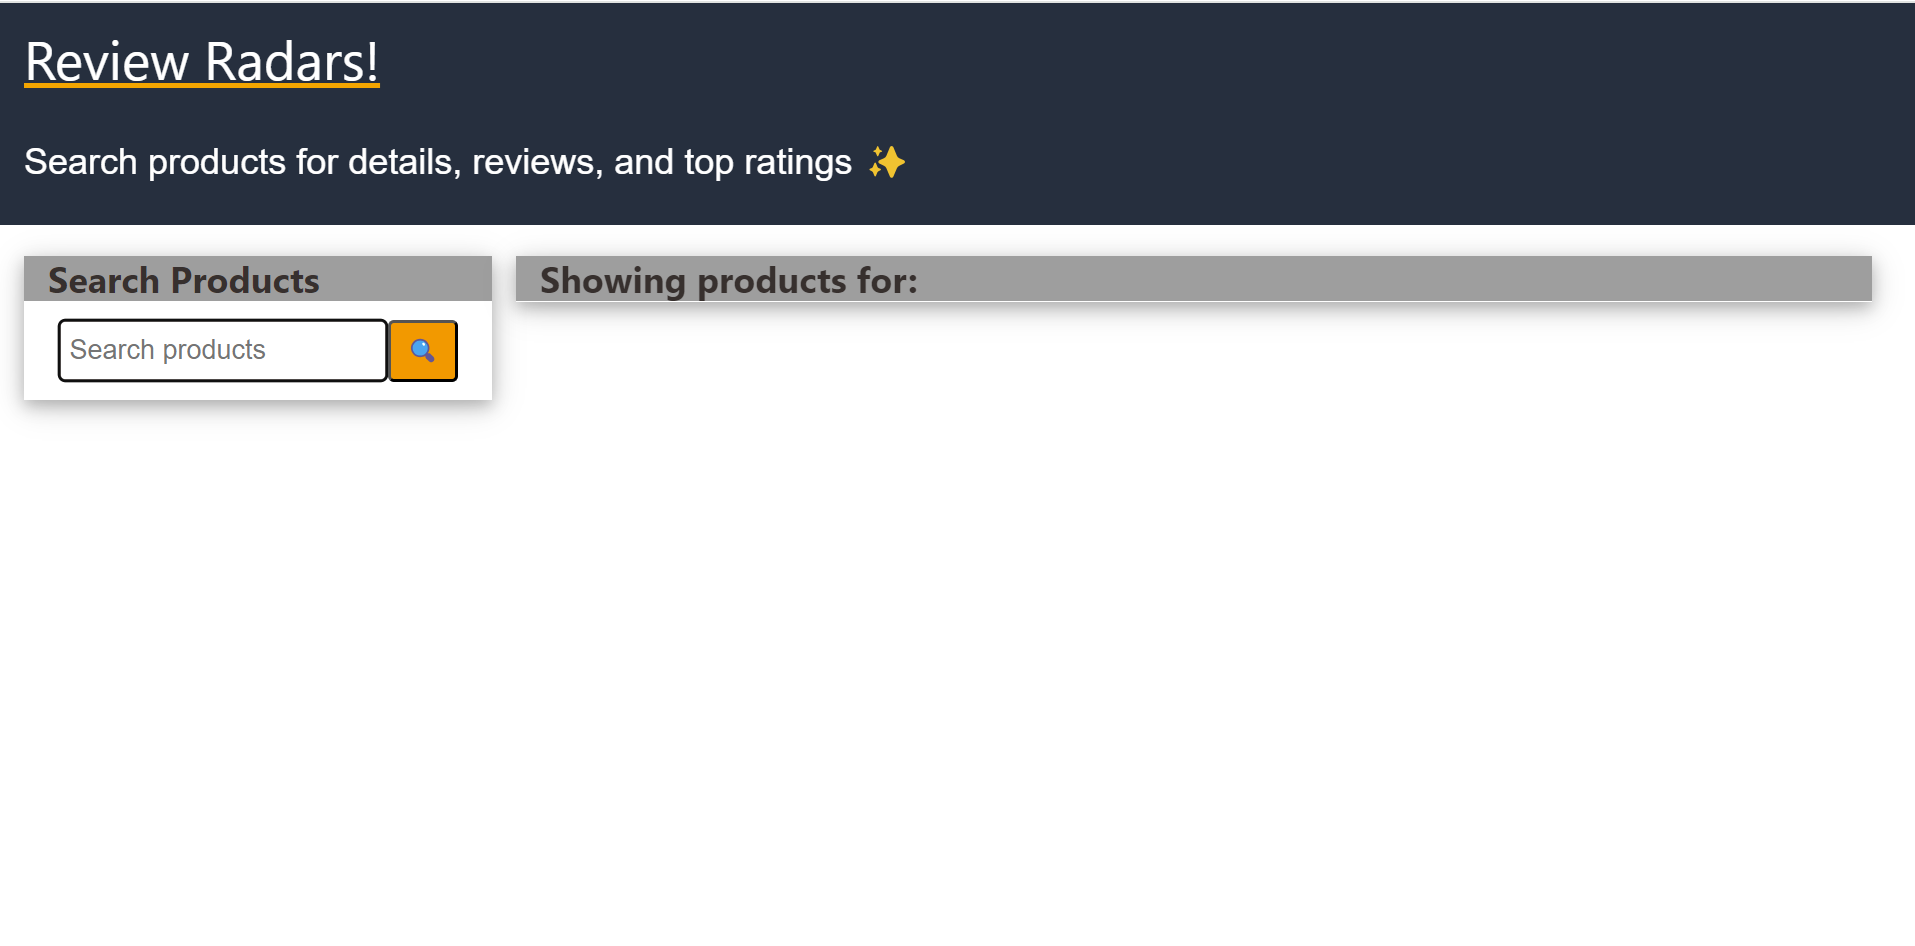 Review Radars!
Search products for details, reviews, and top ratings ✨
Search Products
Search products
Showing products for: